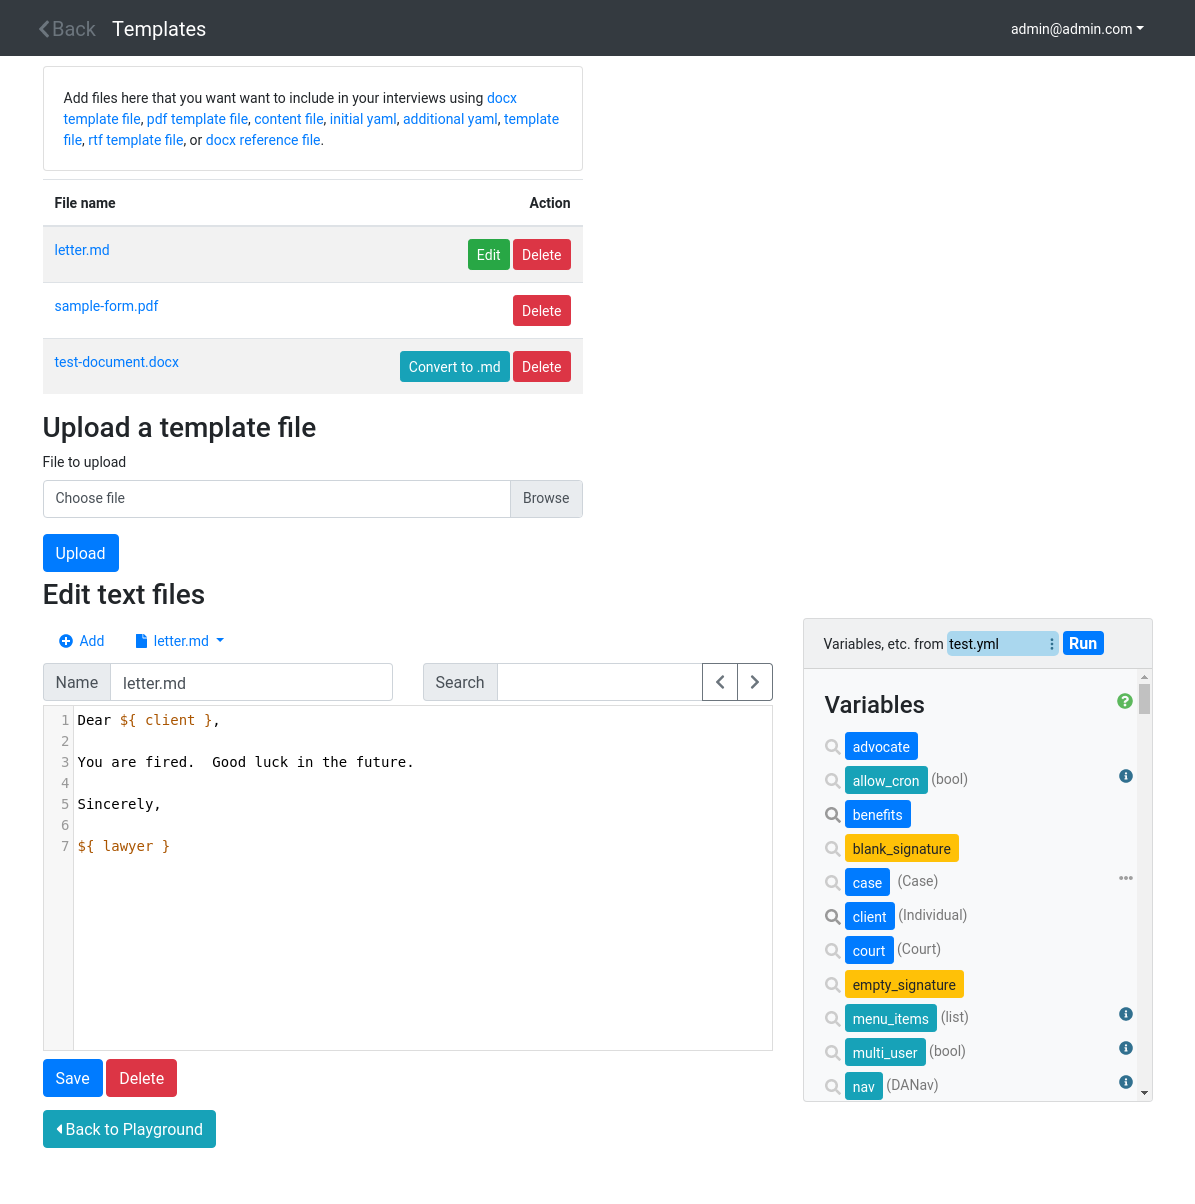 Back Templates admin@admin.com
Add files here that you want want to include in your interviews using docx
template file, pdf template file, content file, initial yaml, additional yaml, template
file, rtf template file, or docx reference file.
File name Action
letter.md Edit Delete
sample-form.pdf Delete
test-document.docx Convert to .md Delete
Upload a template file
File to upload
Choose file Browse
Upload
Edit text files
Add letter.md
Name letter.md Search
1 Dear ${ client },
2
3 You are fired.  Good luck in the future.
4
5 Sincerely,
6
7 ${ lawyer }
Save Delete
Back to Playground
Variables, etc. from test.yml Run
Variables
advocate
allow_cron (bool)
benefits
blank_signature
case (Case)
client (Individual)
court (Court)
empty_signature
menu_items (list)
multi_user (bool)
nav (DANav)